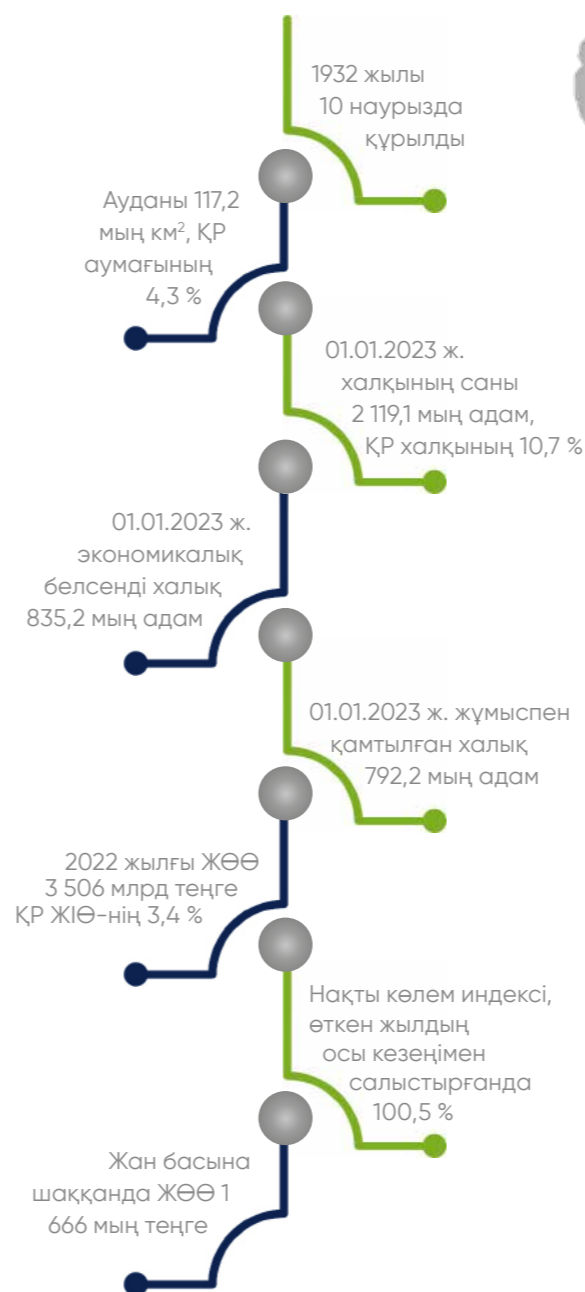 1932 жылы
10 наурызда
құрылды
Ауданы 117,2
мың км², ҚР
аумағының
4,3 %
01.01.2023 ж.
халқының саны
2 119,1 мың адам,
ҚР халқының 10,7 %
01.01.2023 ж.
экономикалық
белсенді халық
835,2 мың адам
01.01.2023 ж. жұмыспен
қамтылған халық
792,2 мың адам
2022 жылғы ЖӨӨ
3 506 млрд теңге
ҚР ЖІӨ-нің 3,4 %
Нақты көлем индексі,
өткен жылдың
осы кезеңімен
салыстырғанда
100,5 %
Жан басына
шаққанда ЖӨӨ 1
666 мың теңге